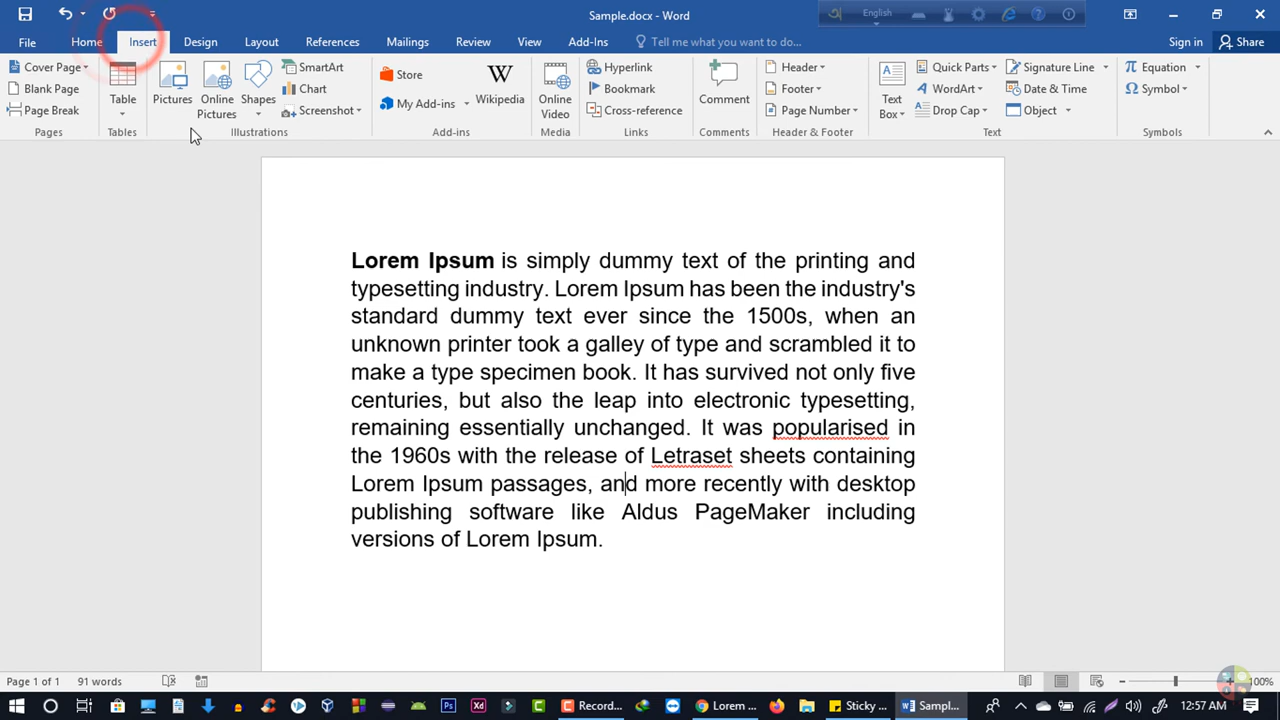 Sample.docx - Word
English
File Home Insert Design Layout References Mailings Review View Add-Ins Tell me what you want to do... Sign in Share
Cover Page
Blank Page
Page Break
Pages
Table
Tables
Pictures
Online Pictures
Shapes
SmartArt
Chart
Screenshot
Illustrations
Store
My Add-ins
Wikipedia
Add-ins
Online Video
Media
Hyperlink
Bookmark
Cross-reference
Links
Comment
Comments
Header
Footer
Page Number
Header & Footer
Text Box
Quick Parts
WordArt
Drop Cap
Signature Line
Date & Time
Object
Text
Equation
Symbol
Symbols
Lorem Ipsum is simply dummy text of the printing and
typesetting industry. Lorem Ipsum has been the industry's
standard dummy text ever since the 1500s, when an
unknown printer took a galley of type and scrambled it to
make a type specimen book. It has survived not only five
centuries, but also the leap into electronic typesetting,
remaining essentially unchanged. It was popularised in
the 1960s with the release of Letraset sheets containing
Lorem Ipsum passages, and more recently with desktop
publishing software like Aldus PageMaker including
versions of Lorem Ipsum.
Page 1 of 1 91 words 100%
Record... Lorem ... Sticky ... Sampl... 12:57 AM